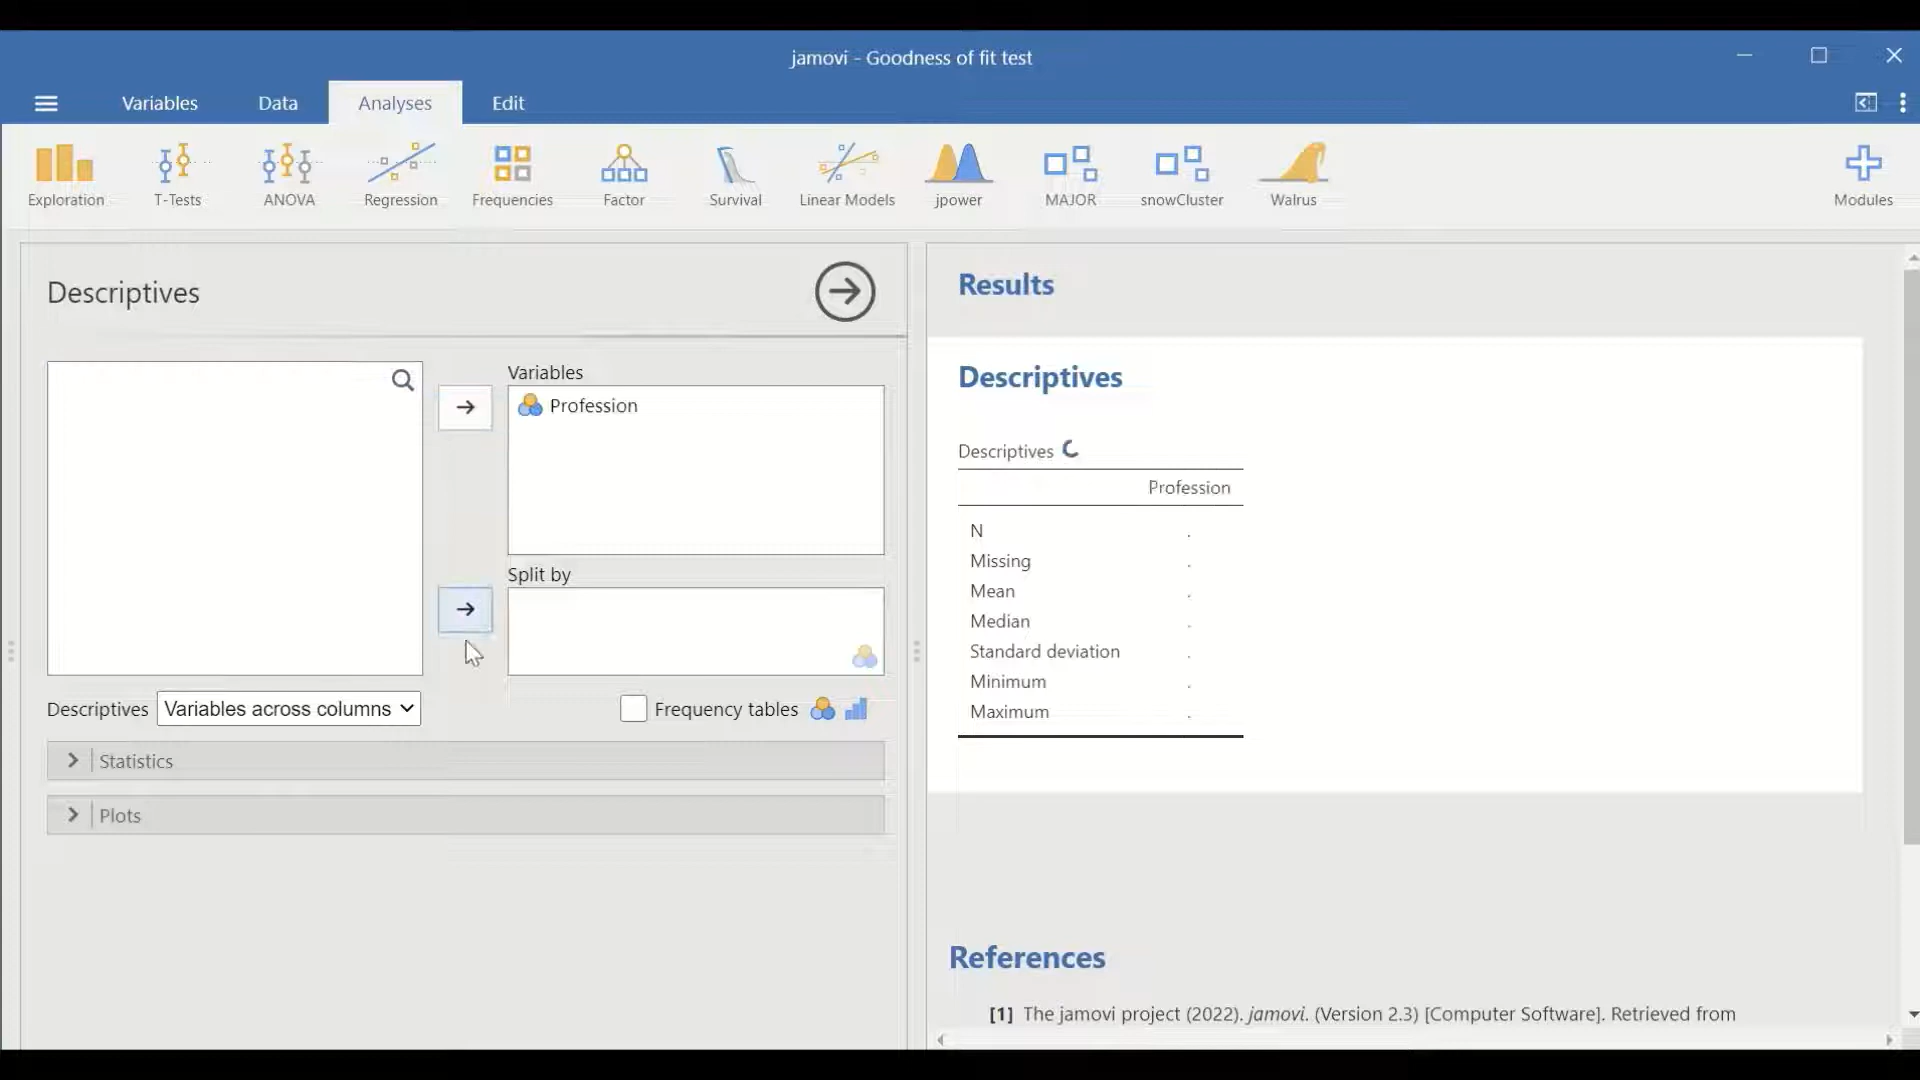 jamovi - Goodness of fit test
Variables Data Analyses Edit
Exploration T-Tests ANOVA Regression Frequencies Factor Survival Linear Models jpower MAJOR snowCluster Walrus Modules
Descriptives
Variables
Profession
Split by
Descriptives Variables across columns Frequency tables
Statistics
Plots
Results
Descriptives
Descriptives
Profession
N .
Missing .
Mean .
Median .
Standard deviation .
Minimum .
Maximum .
References
[1] The jamovi project (2022). jamovi. (Version 2.3) [Computer Software]. Retrieved from